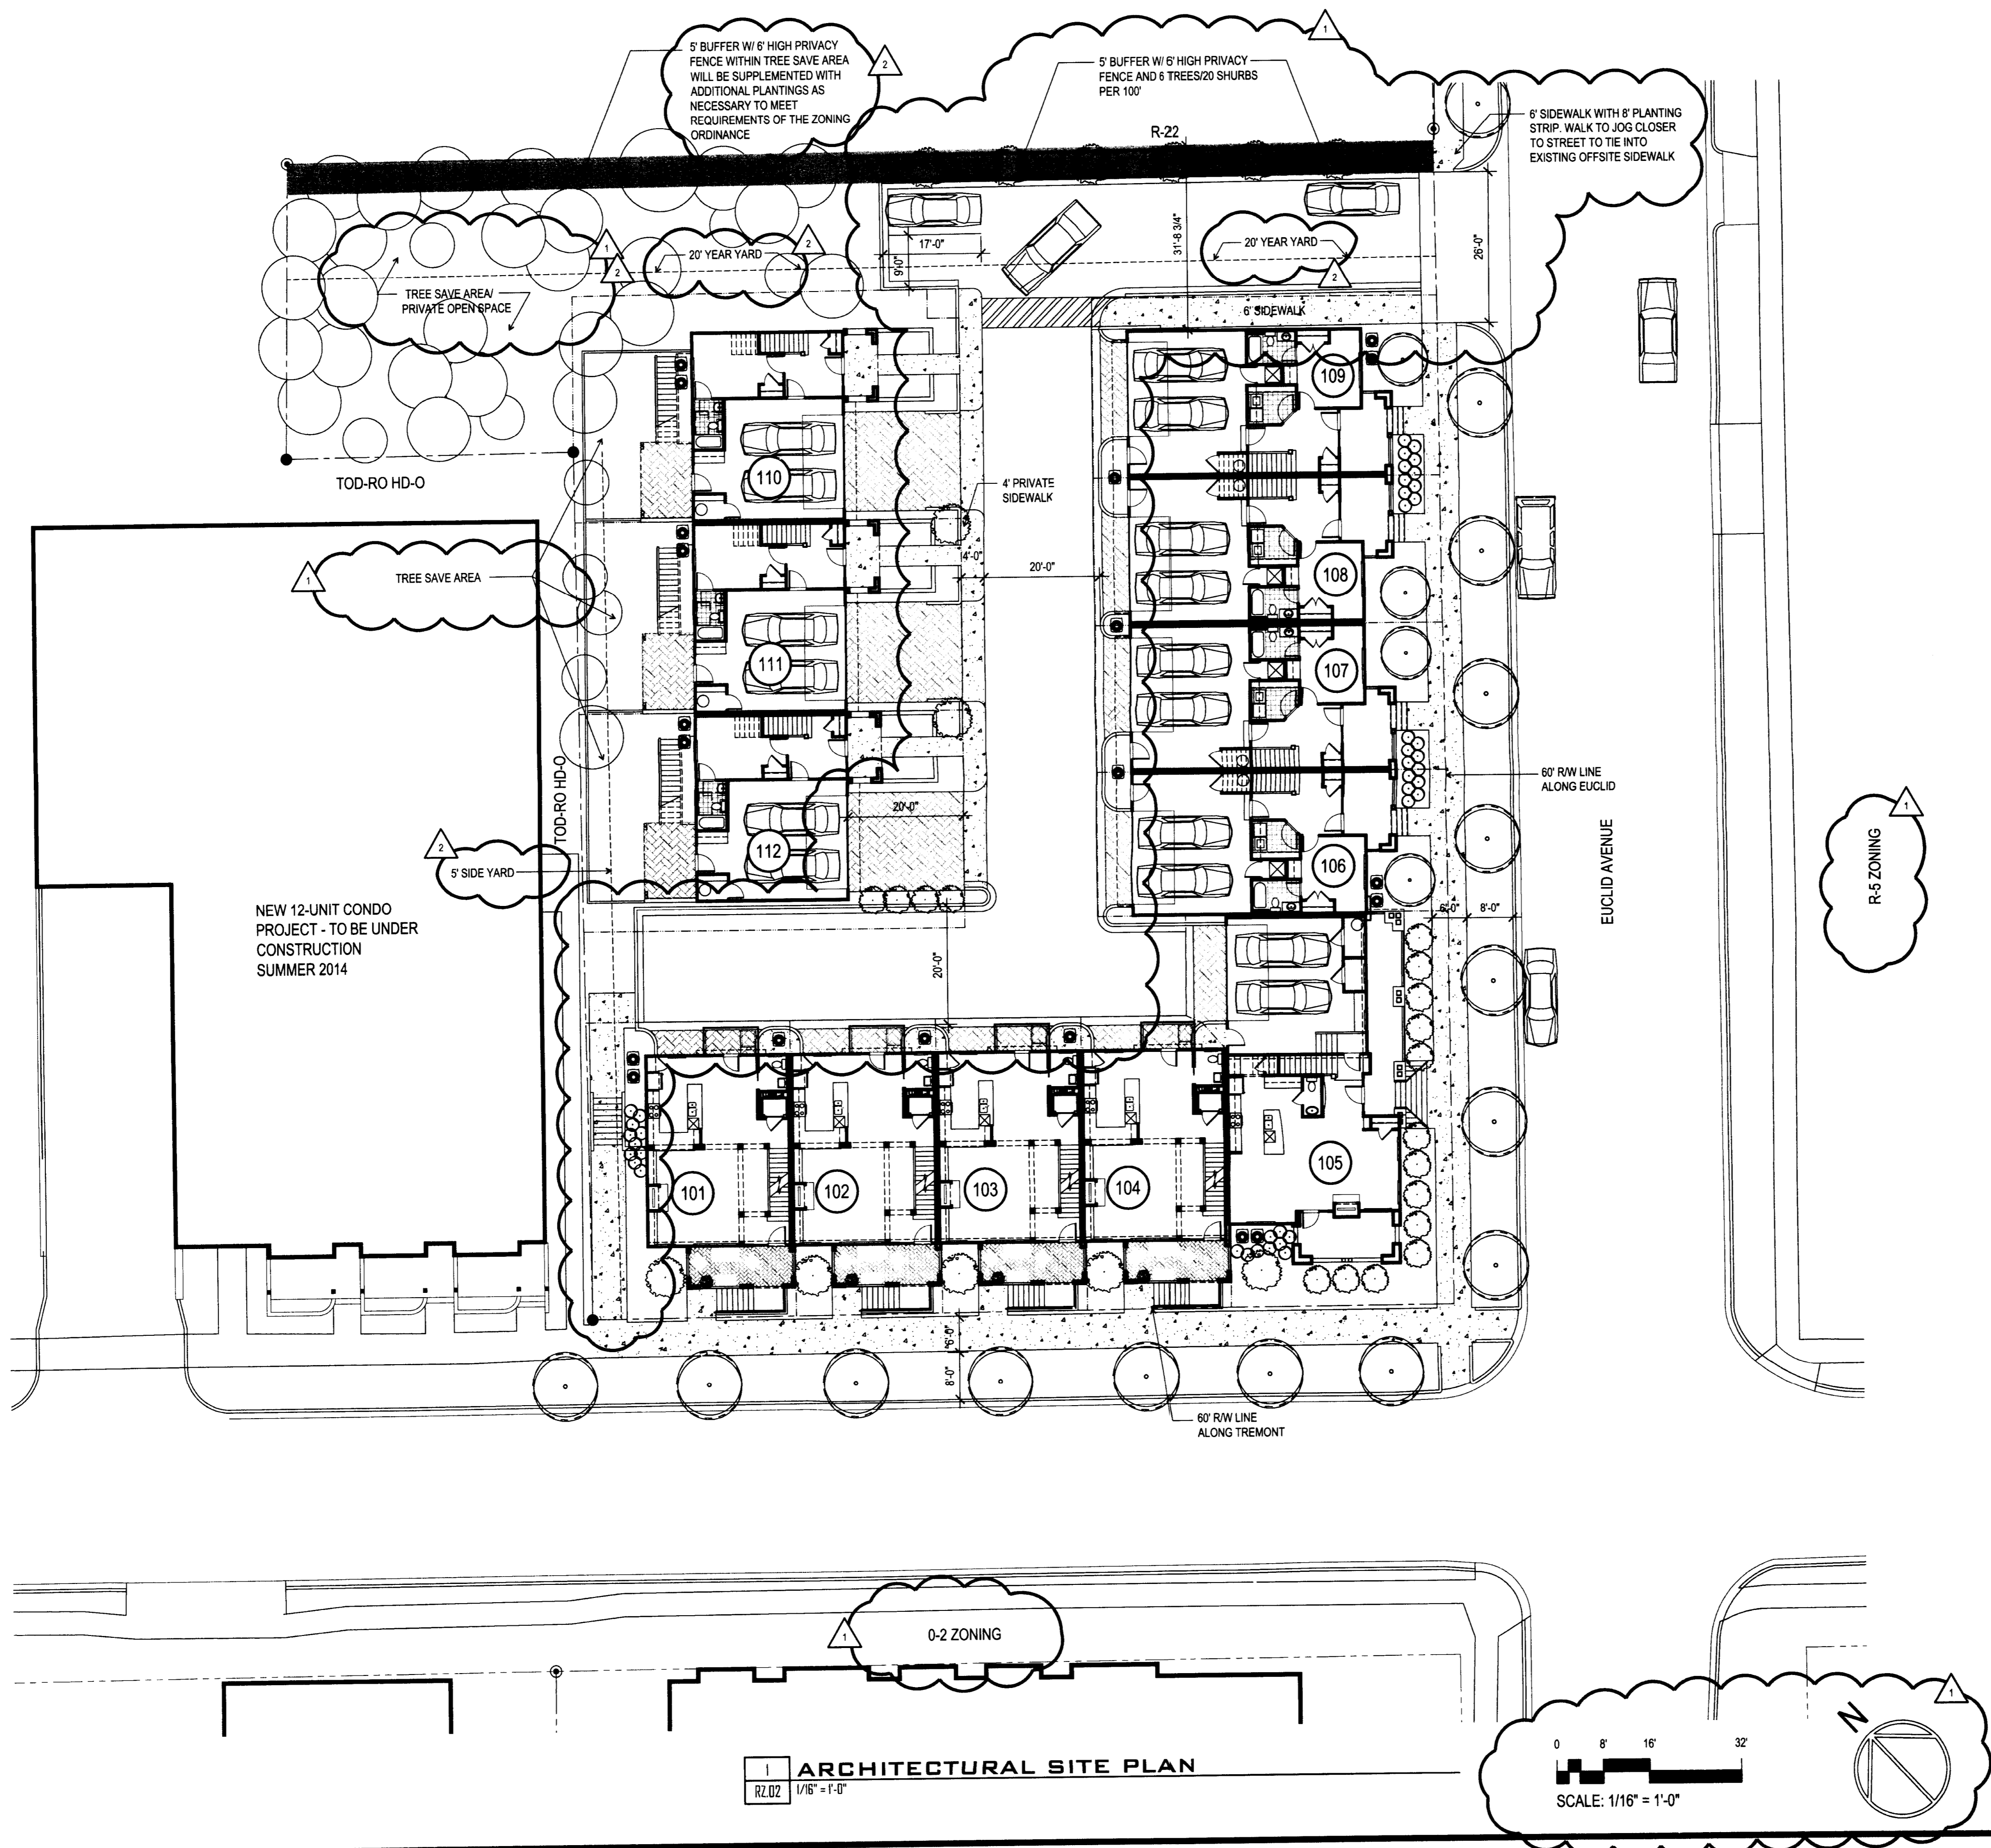 5' BUFFER W/ 6' HIGH PRIVACY
FENCE WITHIN TREE SAVE AREA
WILL BE SUPPLEMENTED WITH
ADDITIONAL PLANTINGS AS
NECESSARY TO MEET
REQUIREMENTS OF THE ZONING
ORDINANCE
2
5' BUFFER W/ 6' HIGH PRIVACY
FENCE AND 6 TREES/20 SHURBS
PER 100'
1
R-22
6' SIDEWALK WITH 8' PLANTING
STRIP. WALK TO JOG CLOSER
TO STREET TO TIE INTO
EXISTING OFFSITE SIDEWALK
TREE SAVE AREA/
PRIVATE OPEN SPACE
1
2
20' YEAR YARD
2
17'-0"
9'-0"
31'-8 3/4"
20' YEAR YARD
2
26'-0"
6' SIDEWALK
109
110
TOD-RO HD-O
4' PRIVATE
SIDEWALK
4'-0"
20'-0"
108
1
TREE SAVE AREA
111
107
60' R/W LINE
ALONG EUCLID
EUCLID AVENUE
1
R-5 ZONING
TOD-RO HD-O
20'-0"
112
106
2
5' SIDE YARD
6'-0"
8'-0"
NEW 12-UNIT CONDO
PROJECT - TO BE UNDER
CONSTRUCTION
SUMMER 2014
20'-0"
101
102
103
104
105
6'-0"
8'-0"
60' R/W LINE
ALONG TREMONT
1
0-2 ZONING
1
RZ.02
ARCHITECTURAL SITE PLAN
1/16" = 1'-0"
0
8'
16'
32'
SCALE: 1/16" = 1'-0"
N
1